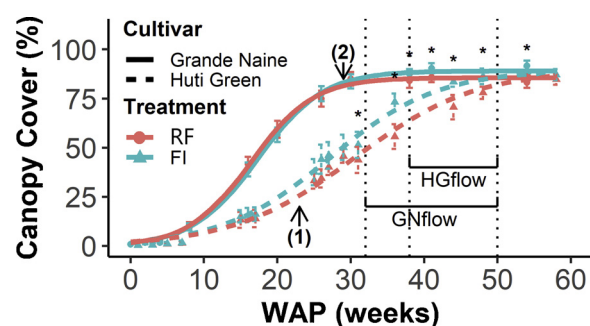 Canopy Cover (%)
100
75
50
25
0
Cultivar
Grande Naine
Huti Green
Treatment
RF
FI
(2)
(1)
* * * * * * *
HGflow
GNflow
0 10 20 30 40 50 60
WAP (weeks)